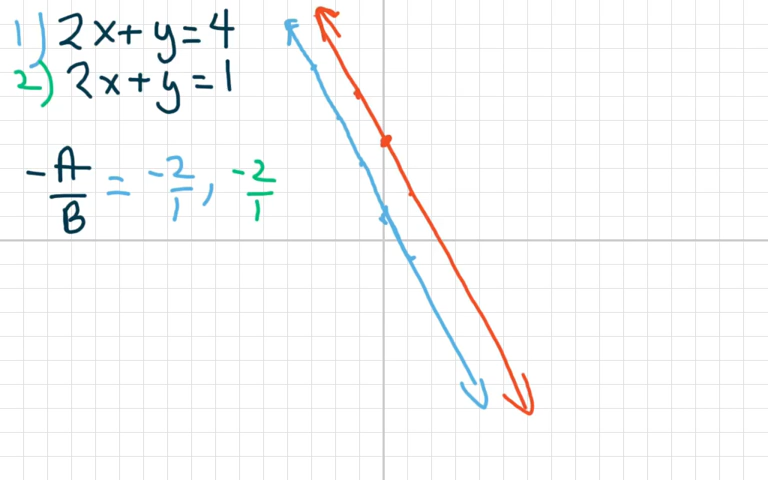 1) 2x+y=4
2) 2x+y=1
-A/B = -2/1, -2/1